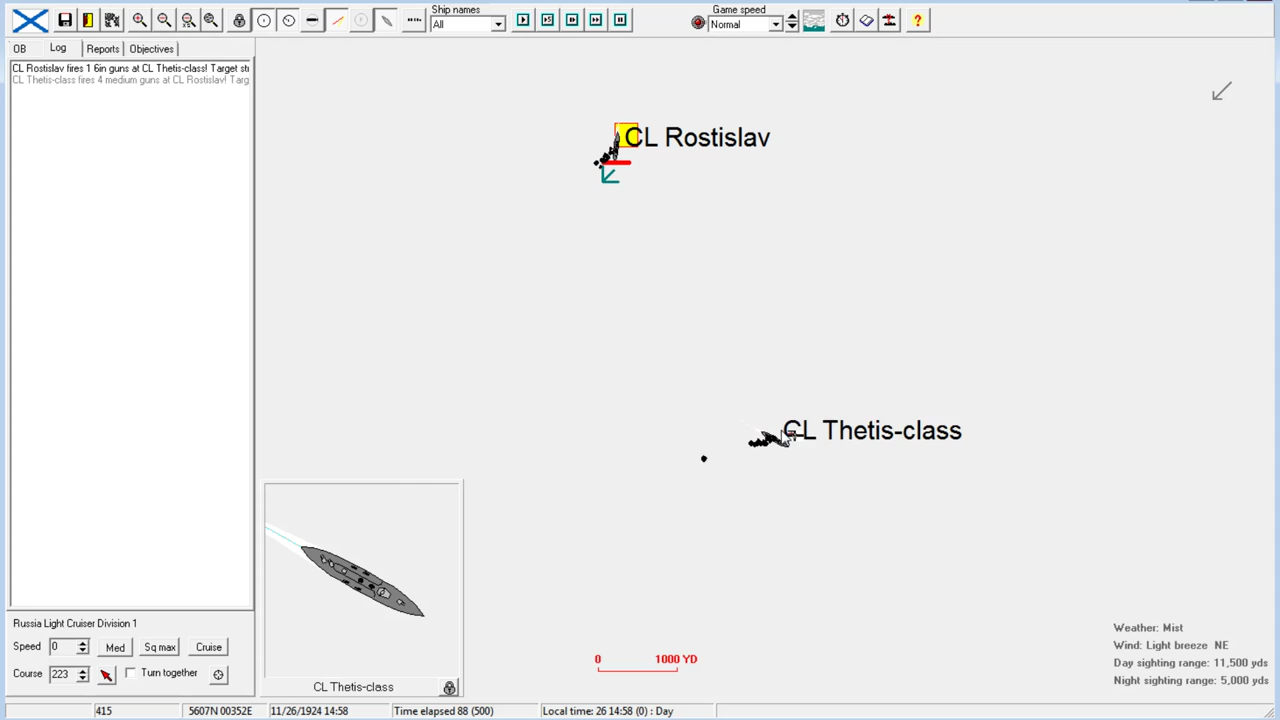 Ship names
All
Game speed
Normal
?
OB
Log
Reports
Objectives
CL Rostislav fires 1 6in guns at CL Thetis-class! Target str
CL Thetis-class fires 4 medium guns at CL Rostislav! Targ
CL Rostislav
CL Thetis-class
Russia Light Cruiser Division 1
Speed 0 Med Sq max Cruise
Course 223 Turn together
CL Thetis-class
0 1000 YD
Weather: Mist
Wind: Light breeze NE
Day sighting range: 11,500 yds
Night sighting range: 5,000 yds
415 5607N 00352E 11/26/1924 14:58 Time elapsed 88 (500) Local time: 26 14:58 (0) : Day